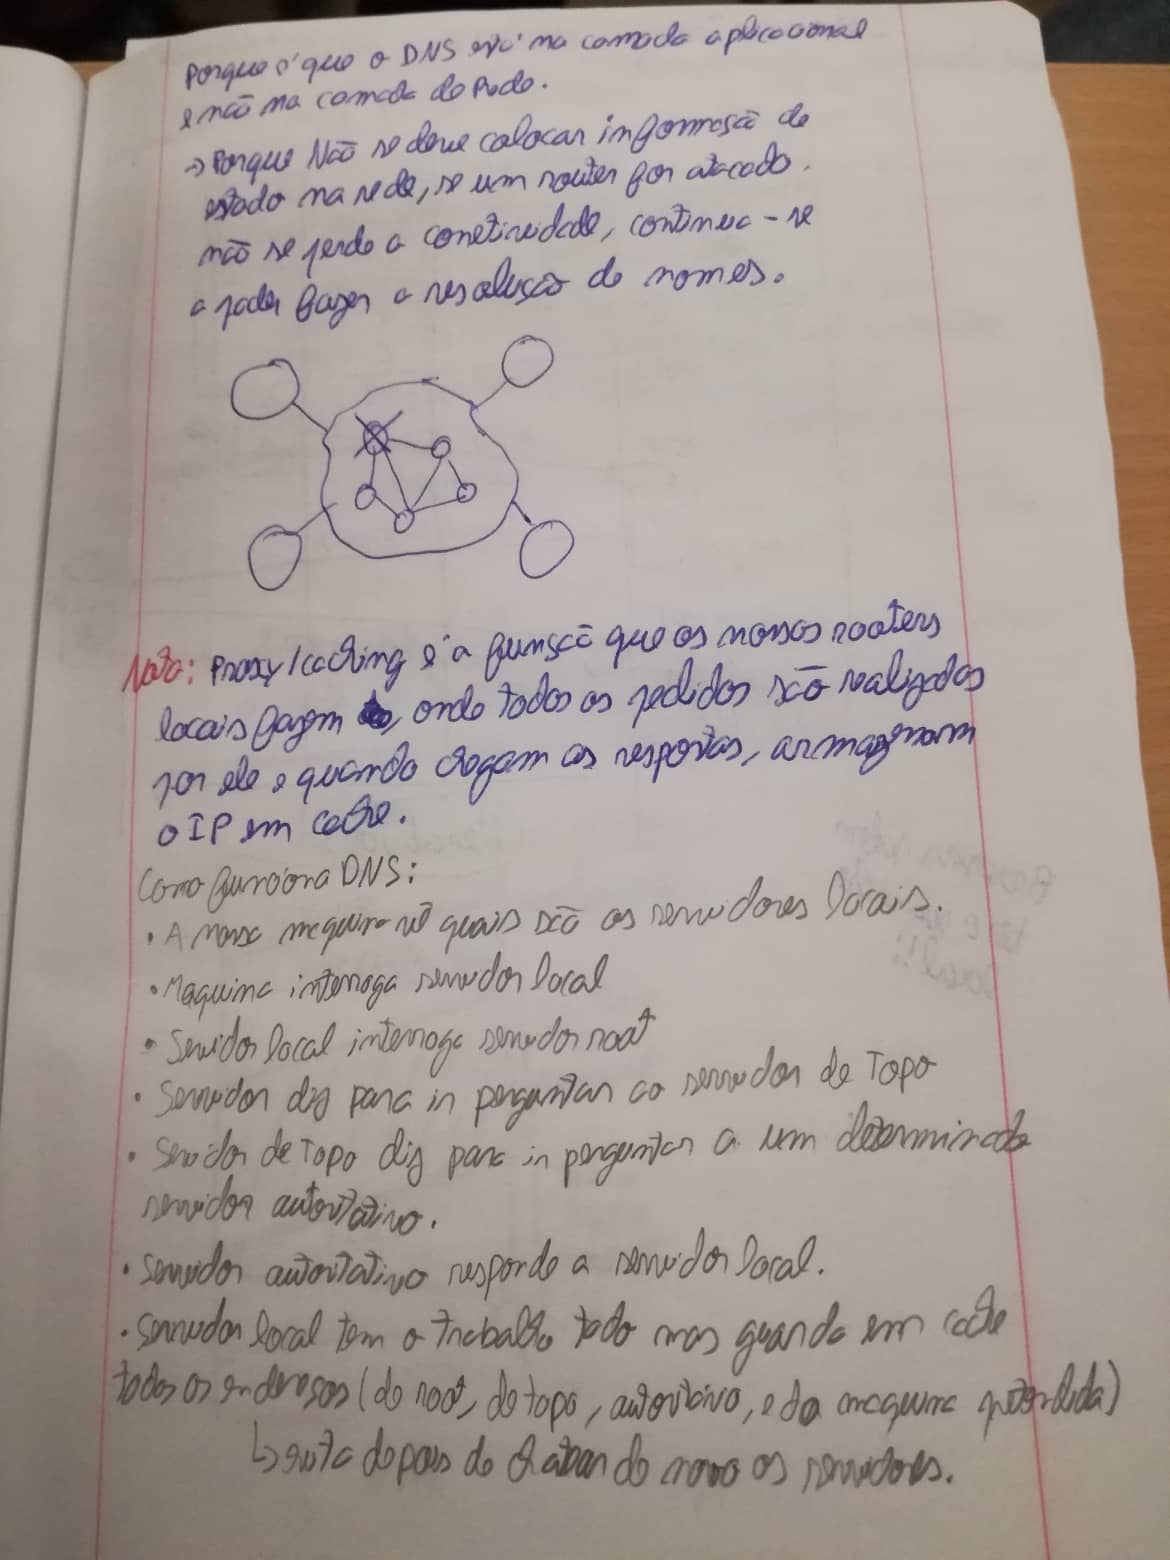 Porque é que o DNS está na camada aplicacional
e não na camada de Rede.
→ Porque Não se deve colocar informação de
estado na rede, se um router for atacado
não se perde a conetividade, continua-se
a poder fazer a resolução de nomes.
Nota: Proxy/caching é a função que os nossos rooters
locais fazem, onde todos os pedidos são realizados
por ele e quando chegam as respostas, armazenam
o IP em cache.
Como funciona DNS:
• A nossa maquina vê quais são os servidores locais.
• Maquina interroga servidor local
• Servidor local interroga servidor root
• Servidor diz para ir perguntar ao servidor de Topo
• Servidor de Topo diz para ir perguntar a um determinado
servidor autoritativo.
• Servidor autoritativo responde a servidor local.
• Servidor local tem o trabalho todo mas guarda em cache
todos os endereços (do root, do topo, autoritativo, e da maquina pretendida)
↳ evita depois de chatear de novo os servidores.